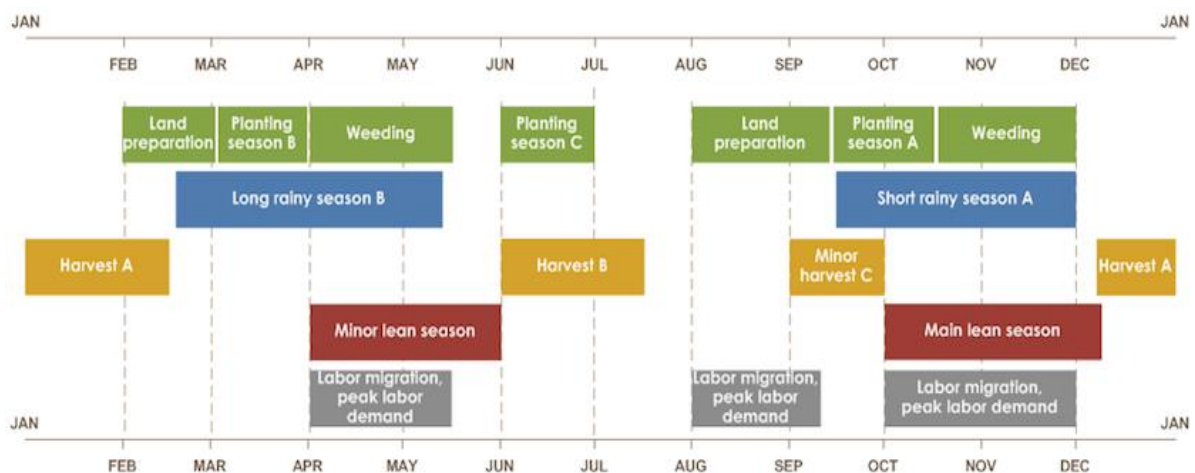 JAN
JAN
FEB MAR APR MAY JUN JUL AUG SEP OCT NOV DEC
Land
preparation
Planting
season B
Weeding
Planting
season C
Land
preparation
Planting
season A
Weeding
Long rainy season B
Short rainy season A
Harvest A
Harvest B
Minor
harvest C
Harvest A
Minor lean season
Main lean season
Labor migration,
peak labor
demand
Labor migration,
peak labor
demand
Labor migration,
peak labor demand
JAN
JAN
FEB MAR APR MAY JUN JUL AUG SEP OCT NOV DEC